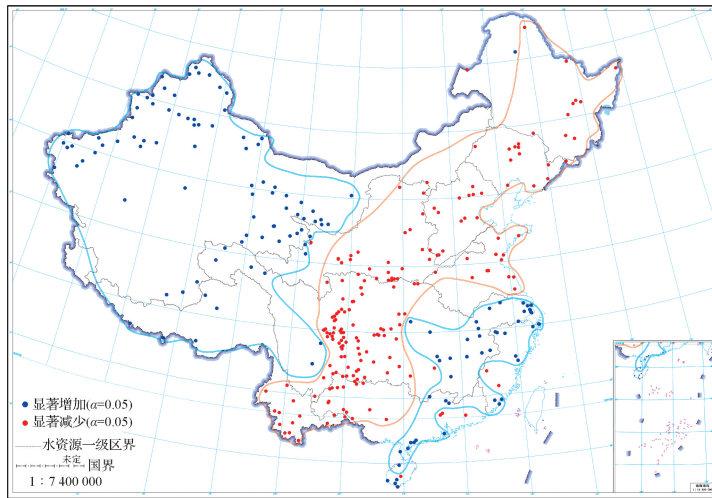 显著增加(α=0.05)
显著减少(α=0.05)
水资源一级区界
未定
国界
1：7 400 000